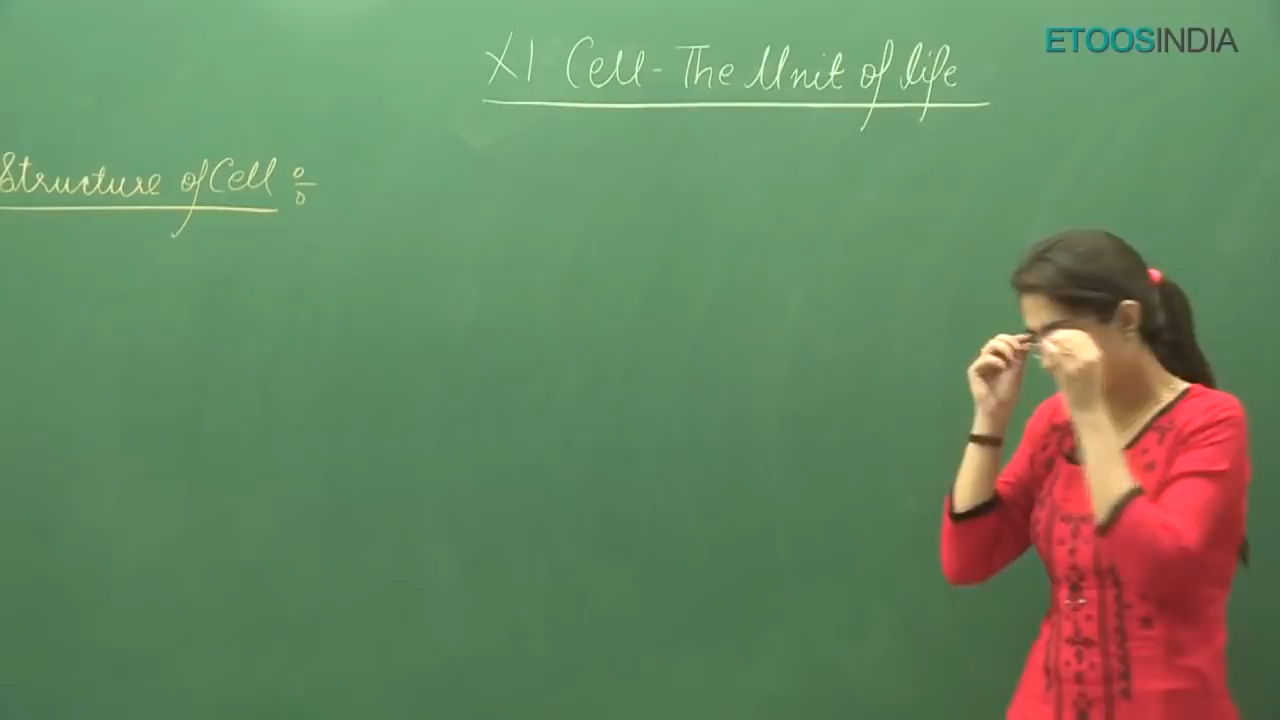 ETOOSINDIA
XI Cell - The Unit of life
Structure of Cell :-